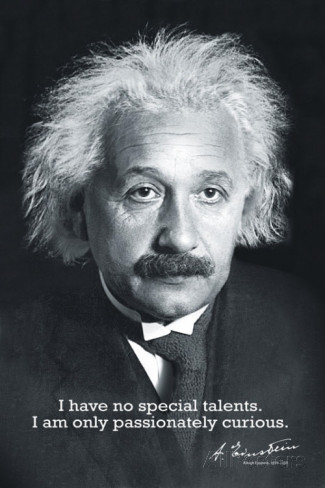 I have no special talents.
I am only passionately curious.
A. Einstein